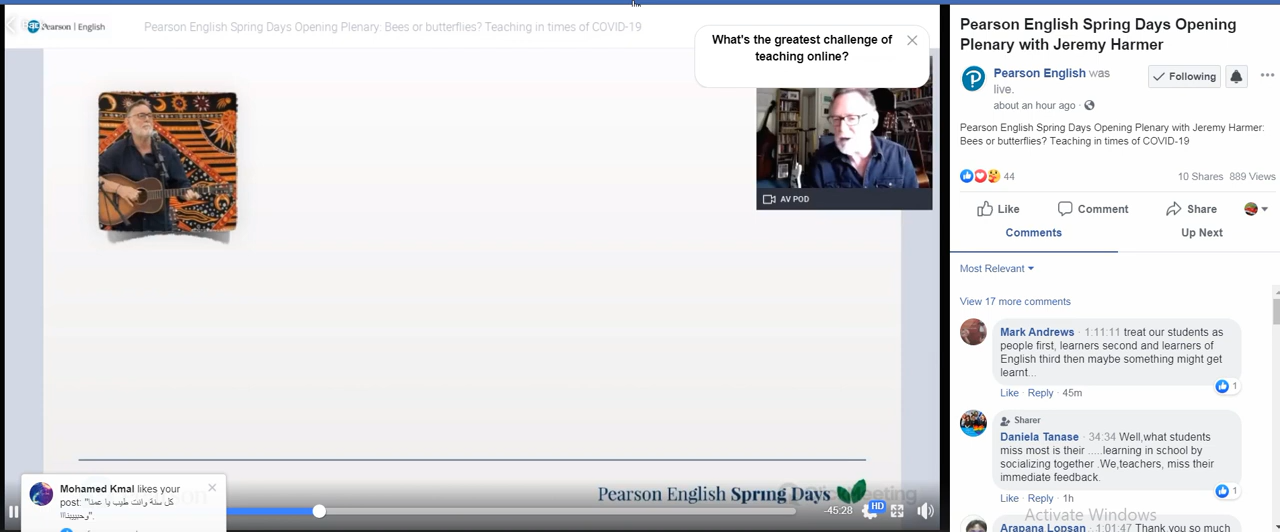 Pearson | English
Pearson English Spring Days Opening Plenary: Bees or butterflies? Teaching in times of COVID-19
What's the greatest challenge of
teaching online?
AV POD
Pearson English Spring Days
-45:28
HD
Mohamed Kmal likes your
post: "كل سنة وانت طيب يا عمنا
Pearson English Spring Days Opening
Plenary with Jeremy Harmer
Pearson English was
live.
about an hour ago ·
Following
Pearson English Spring Days Opening Plenary with Jeremy Harmer:
Bees or butterflies? Teaching in times of COVID-19
44
10 Shares 889 Views
Like Comment Share
Comments Up Next
Most Relevant
View 17 more comments
Mark Andrews · 1:11:11 treat our students as
people first, learners second and learners of
English third then maybe something might get
learnt...
1
Like · Reply · 45m
Sharer
Daniela Tanase · 34:34 Well,what students
miss most is their .....learning in school by
socializing together .We,teachers, miss their
immediate feedback.
1
Like · Reply · 1h
Activate Windows
Arapana Lopsan · 1:01:47 Thank you so much